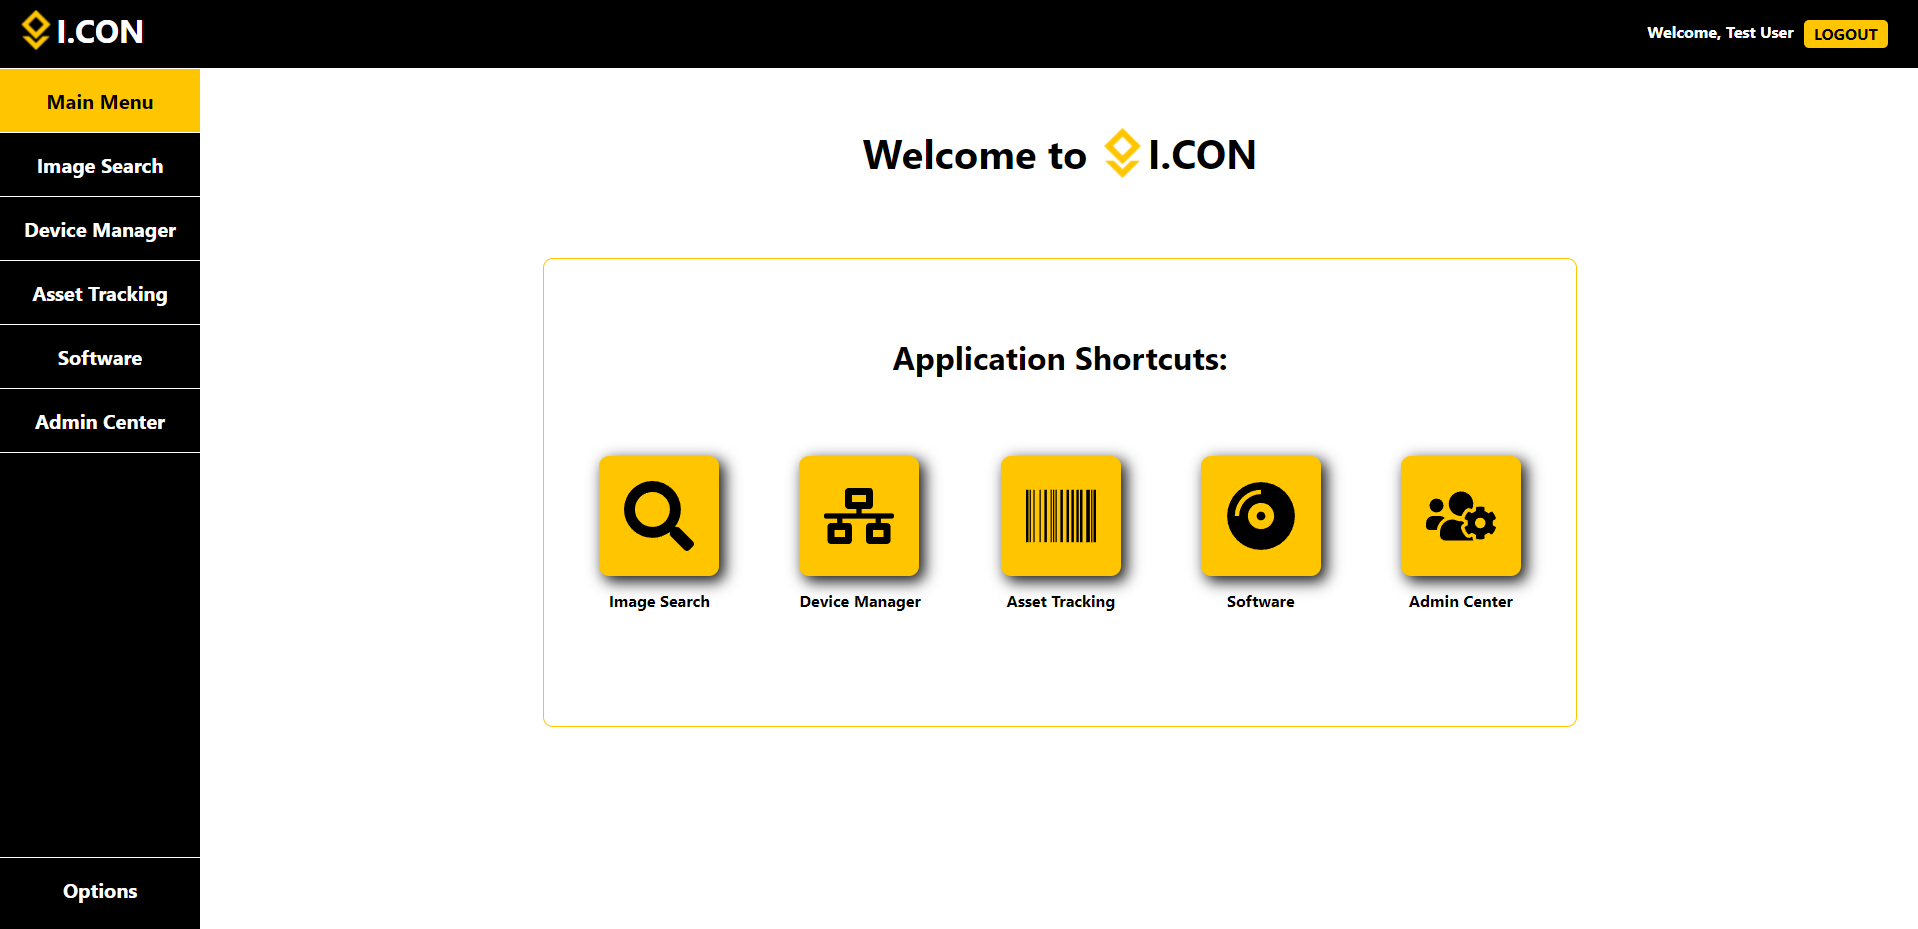 I.CON
Welcome, Test User
LOGOUT
Main Menu
Image Search
Device Manager
Asset Tracking
Software
Admin Center
Options
Welcome to I.CON
Application Shortcuts:
Image Search
Device Manager
Asset Tracking
Software
Admin Center